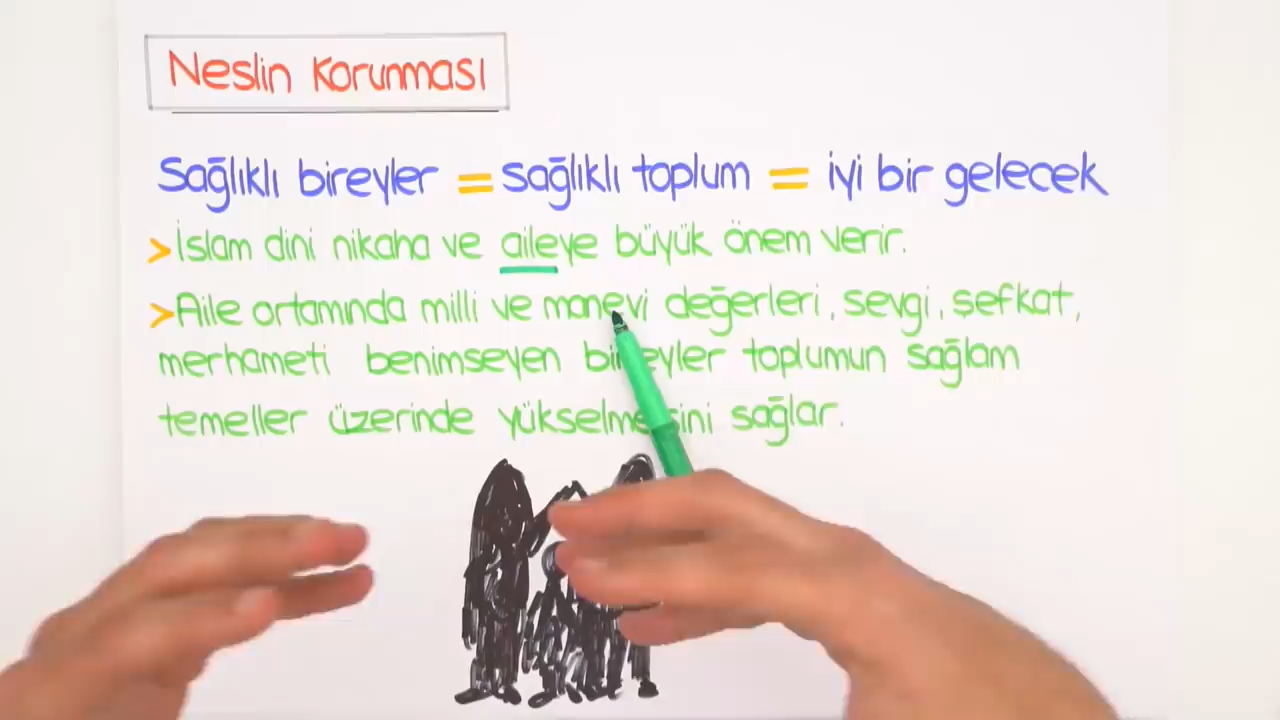 Neslin Korunması
Sağlıklı bireyler = sağlıklı toplum = iyi bir gelecek
> İslam dini nikaha ve aileye büyük önem verir.
> Aile ortamında milli ve manevi değerleri, sevgi, şefkat,
merhameti benimseyen bireyler toplumun sağlam
temeller üzerinde yükselmesini sağlar.